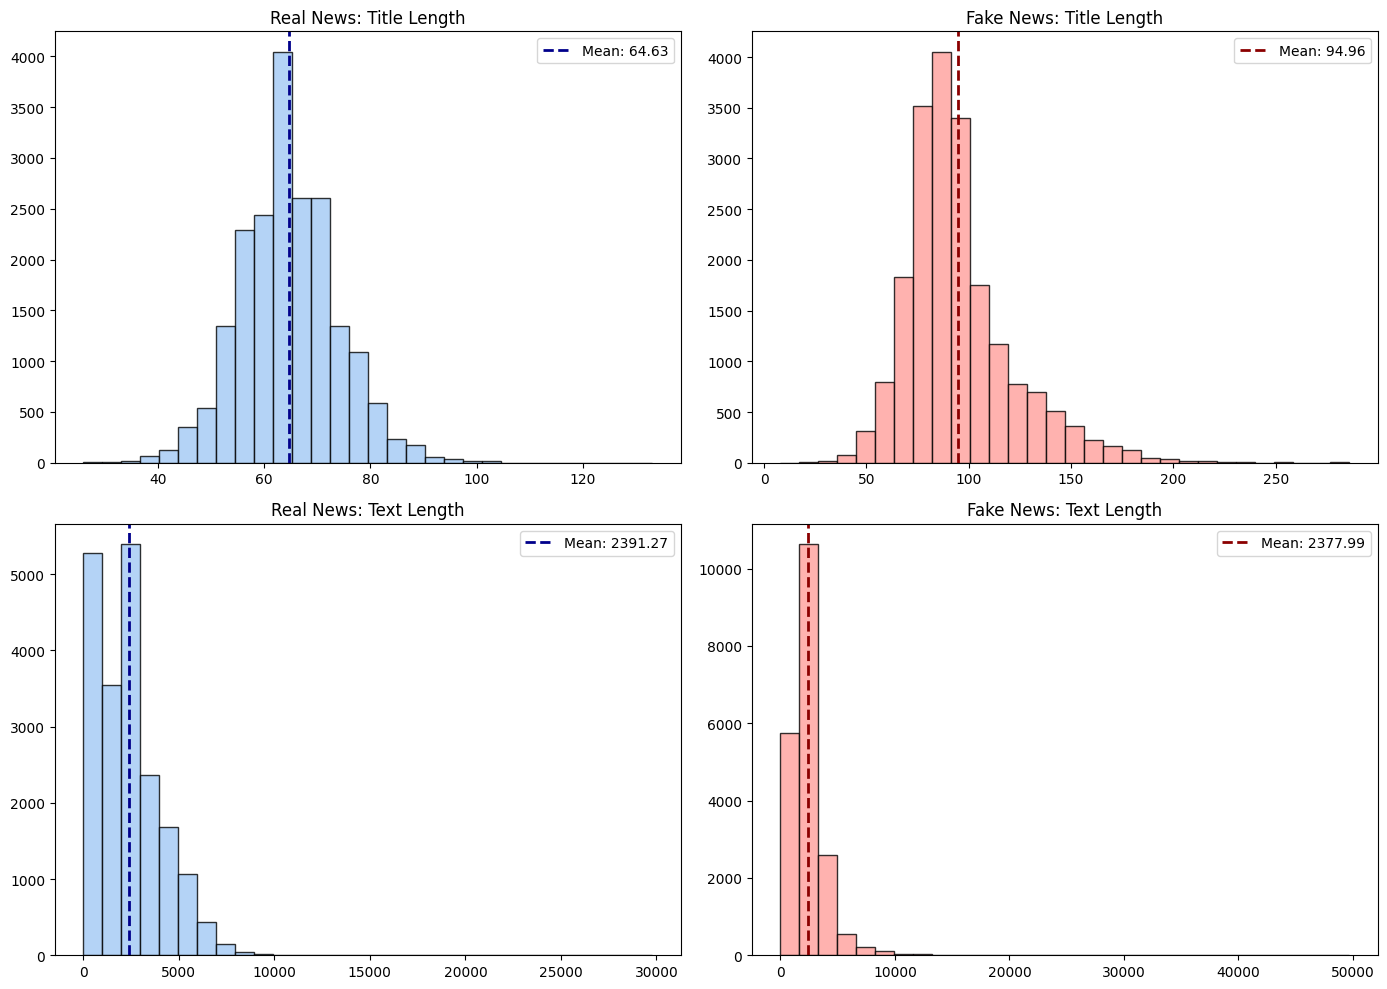 Real News: Title Length
Mean: 64.63
4000
3500
3000
2500
2000
1500
1000
500
0
40 60 80 100 120
Fake News: Title Length
Mean: 94.96
4000
3500
3000
2500
2000
1500
1000
500
0
0 50 100 150 200 250
Real News: Text Length
Mean: 2391.27
5000
4000
3000
2000
1000
0
0 5000 10000 15000 20000 25000 30000
Fake News: Text Length
Mean: 2377.99
10000
8000
6000
4000
2000
0
0 10000 20000 30000 40000 50000